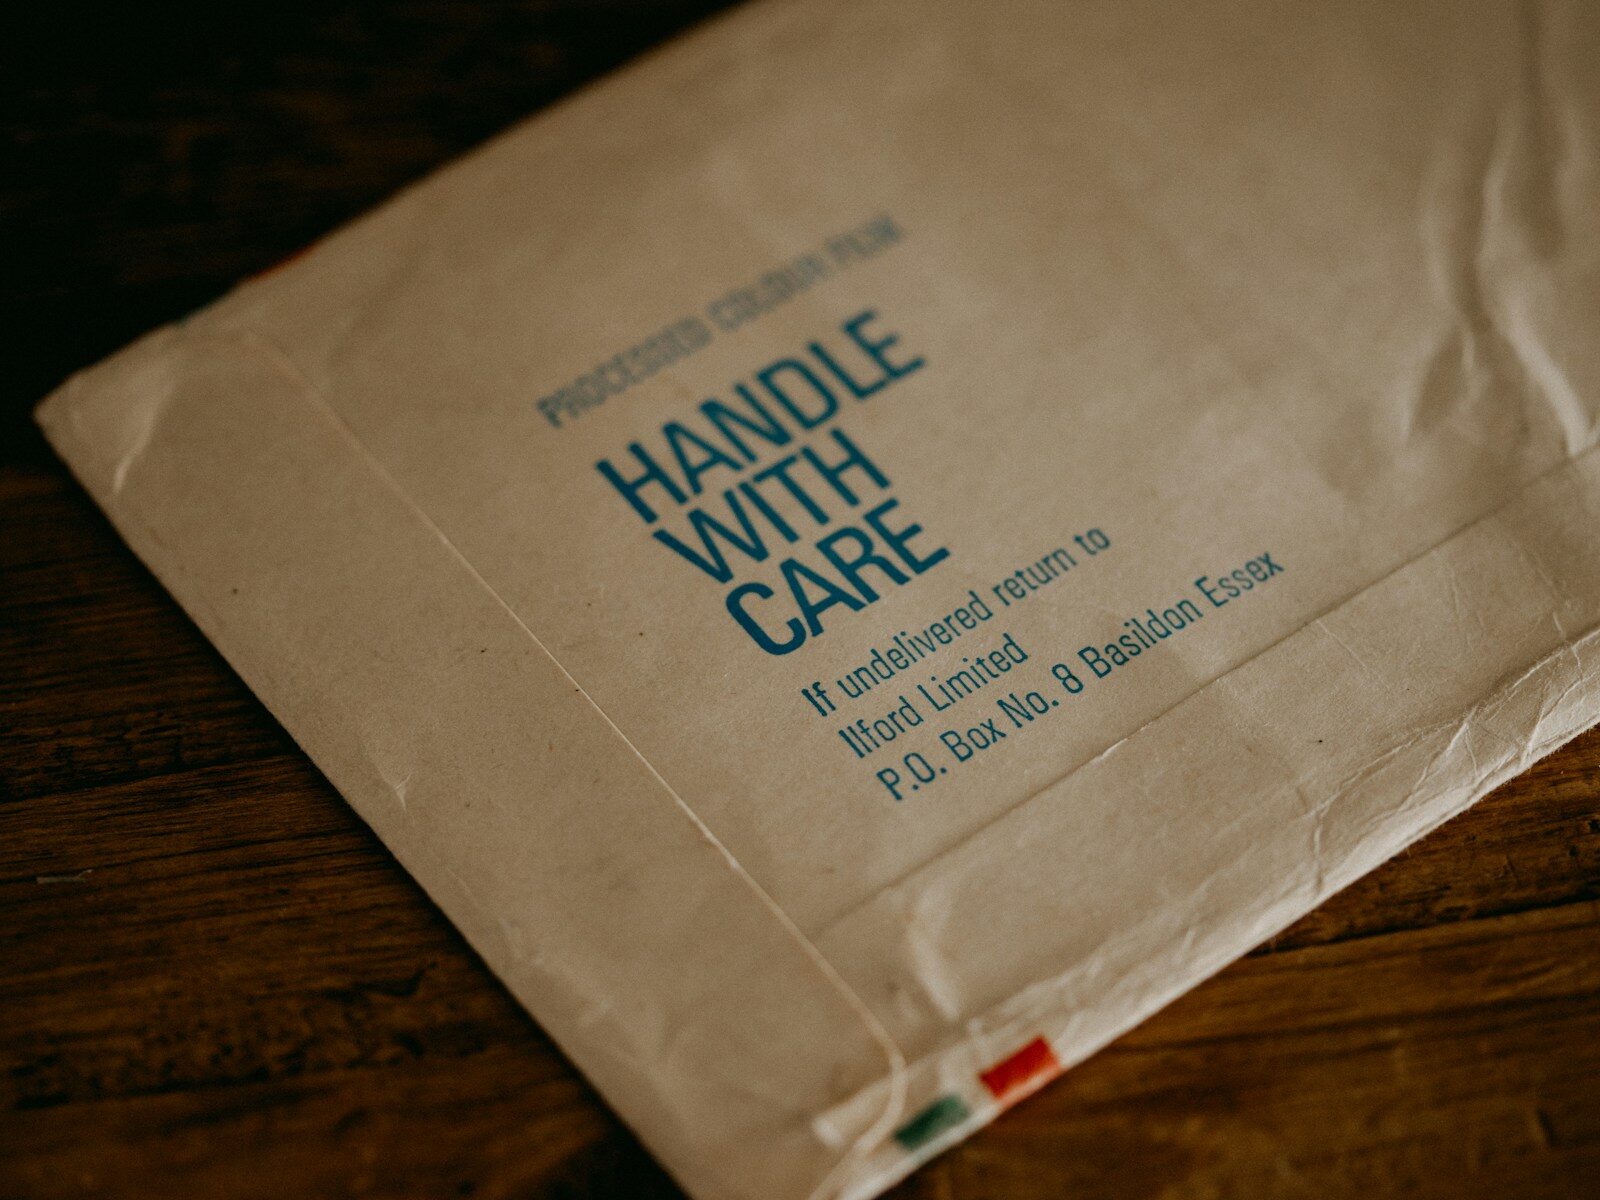 PROCESSED COLOUR FILM
HANDLE
WITH
CARE
If undelivered return to
Ilford Limited
P.O. Box No. 8 Basildon Essex